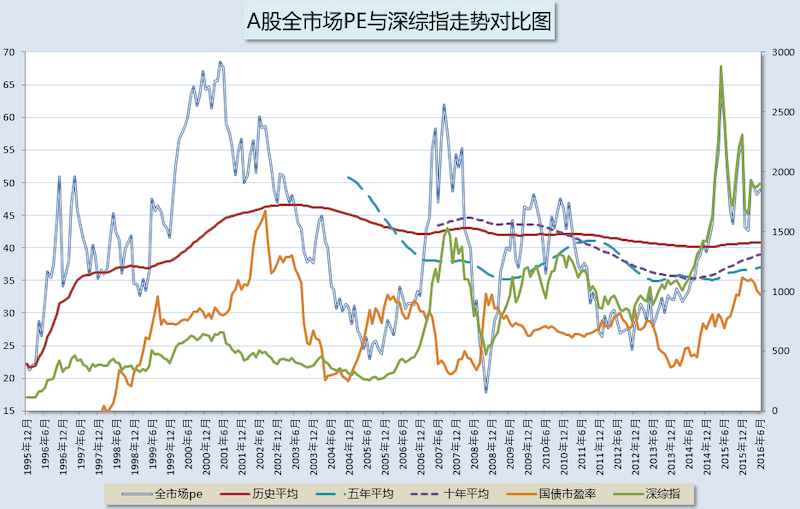 A股全市场PE与深综指走势对比图
70
65
60
55
50
45
40
35
30
25
20
15
3000
2500
2000
1500
1000
500
0
1995年12月
1996年6月
1996年12月
1997年6月
1997年12月
1998年6月
1998年12月
1999年6月
1999年12月
2000年6月
2000年12月
2001年6月
2001年12月
2002年6月
2002年12月
2003年6月
2003年12月
2004年6月
2004年12月
2005年6月
2005年12月
2006年6月
2006年12月
2007年6月
2007年12月
2008年6月
2008年12月
2009年6月
2009年12月
2010年6月
2010年12月
2011年6月
2011年12月
2012年6月
2012年12月
2013年6月
2013年12月
2014年6月
2014年12月
2015年6月
2015年12月
2016年6月
全市场pe 历史平均 五年平均 十年平均 国债市盈率 深综指